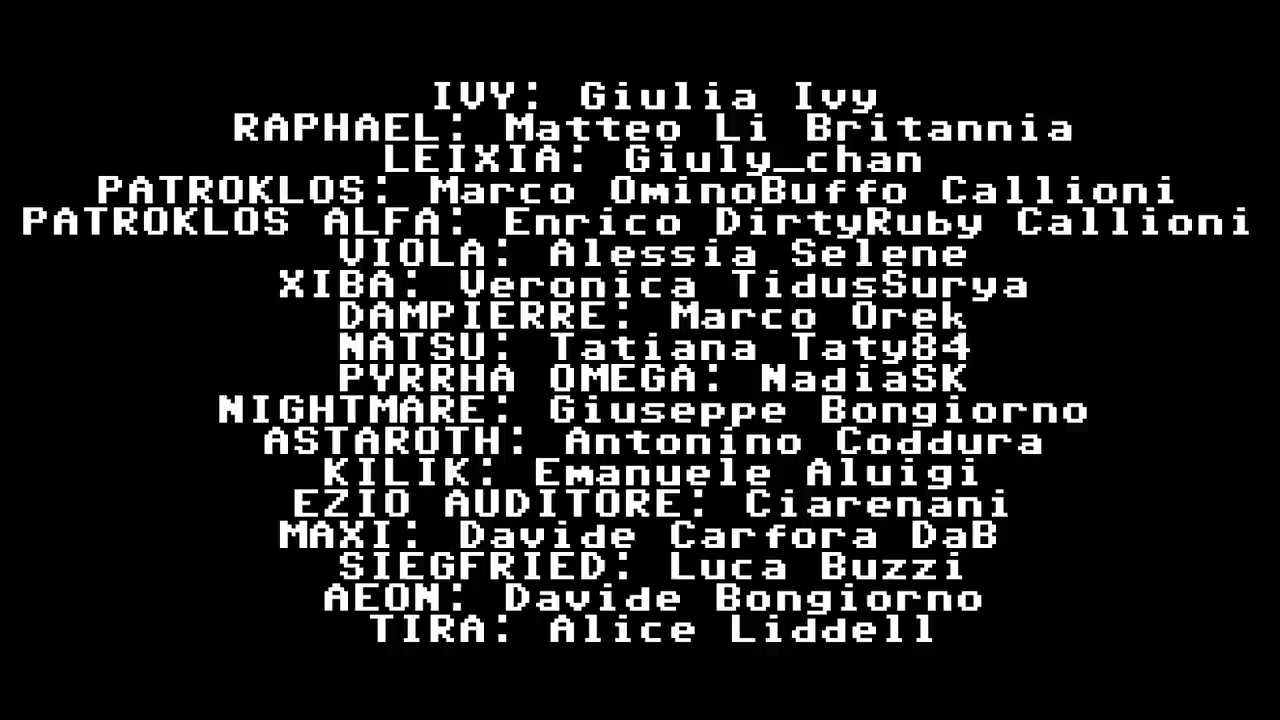 IVY: Giulia Ivy
RAPHAEL: Matteo Li Britannia
LEIXIA: Giuly_chan
PATROKLOS: Marco OminoBuffo Callioni
PATROKLOS ALFA: Enrico DirtyRuby Callioni
VIOLA: Alessia Selene
XIBA: Veronica TidusSurya
DAMPIERRE: Marco Orek
NATSU: Tatiana Taty84
PYRRHA OMEGA: NadiaSK
NIGHTMARE: Giuseppe Bongiorno
ASTAROTH: Antonino Coddura
KILIK: Emanuele Aluigi
EZIO AUDITORE: Ciarenani
MAXI: Davide Carfora DaB
SIEGFRIED: Luca Buzzi
AEON: Davide Bongiorno
TIRA: Alice Liddell